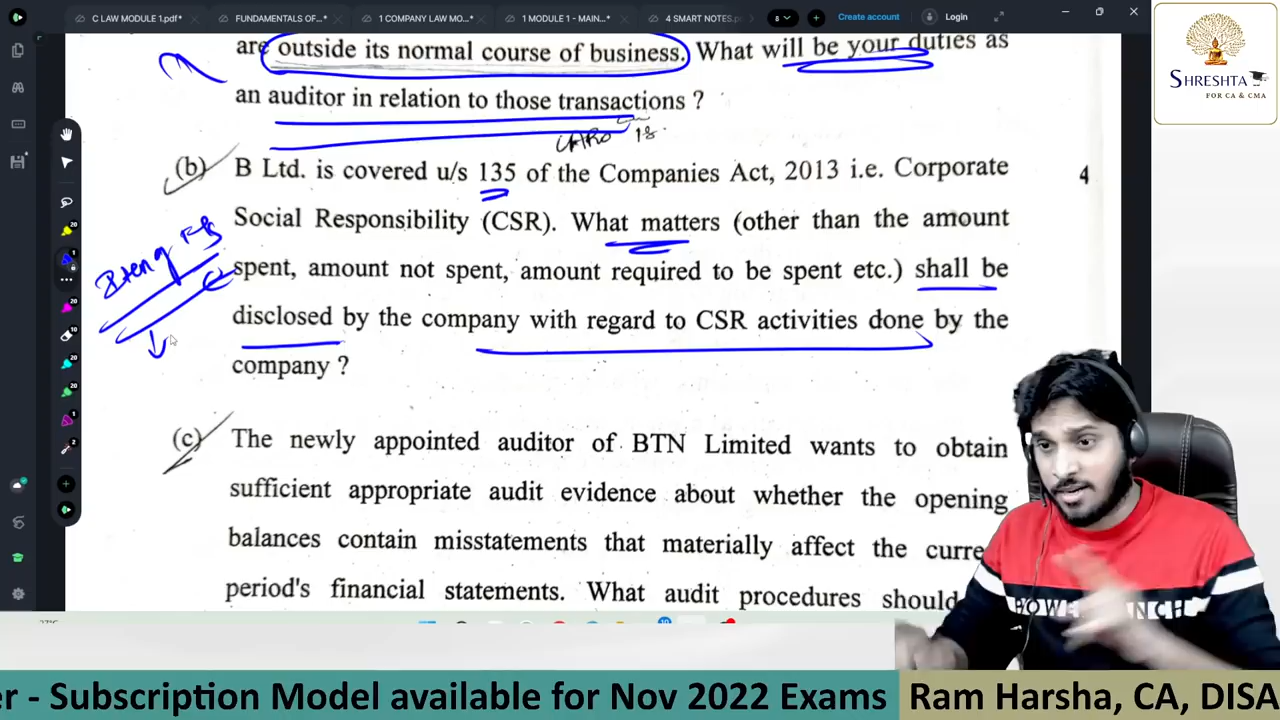 C LAW MODULE 1.pdf*
FUNDAMENTALS OF...*
1 COMPANY LAW MO...*
1 MODULE 1 - MAIN...*
4 SMART NOTES.p
8
Create account
Login
SHRESHTA
FOR CA & CMA
are outside its normal course of business. What will be your duties as
an auditor in relation to those transactions ?
CARO 18
(b) B Ltd. is covered u/s 135 of the Companies Act, 2013 i.e. Corporate 4
Social Responsibility (CSR). What matters (other than the amount
spent, amount not spent, amount required to be spent etc.) shall be
disclosed by the company with regard to CSR activities done by the
company ?
(c) The newly appointed auditor of BTN Limited wants to obtain
sufficient appropriate audit evidence about whether the opening
balances contain misstatements that materially affect the curre
period's financial statements. What audit procedures should
er - Subscription Model available for Nov 2022 Exams
Ram Harsha, CA, DISA